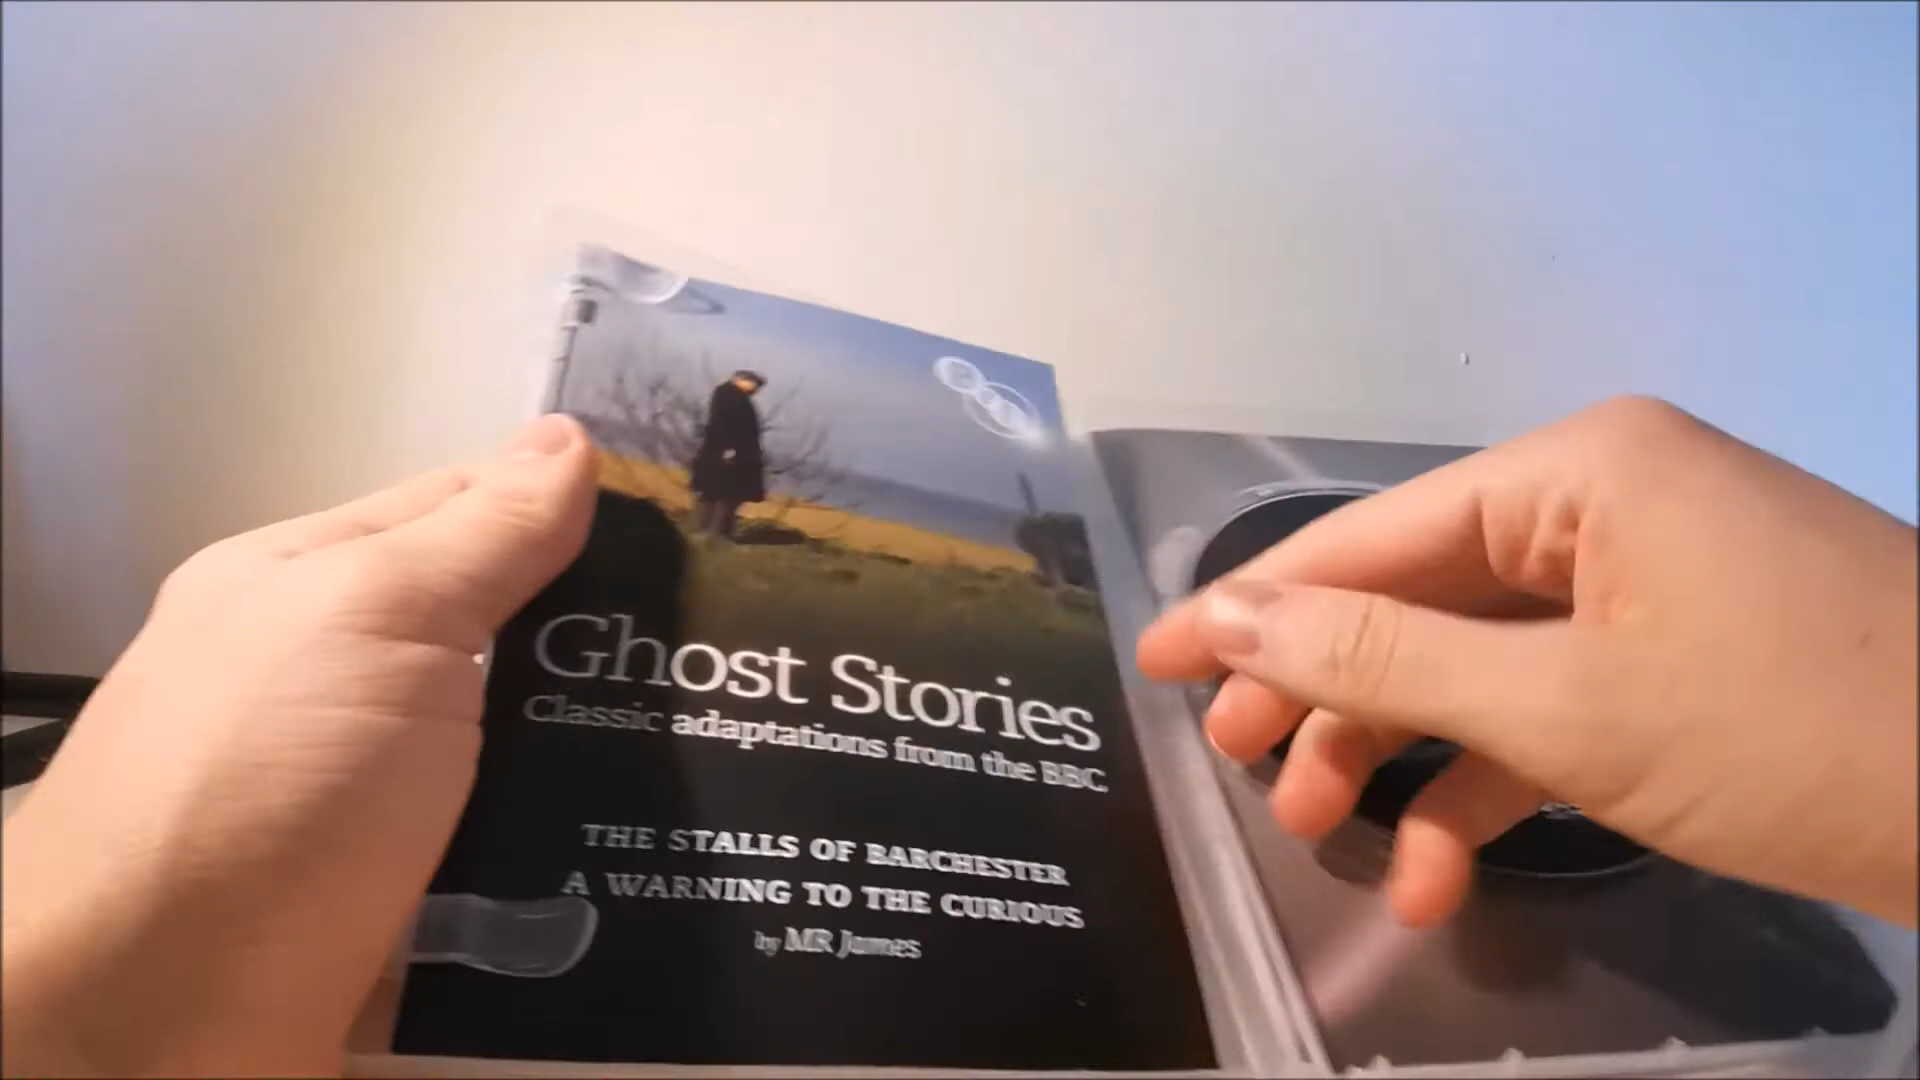 Ghost Stories
Classic adaptations from the BBC
THE STALLS OF BARCHESTER
A WARNING TO THE CURIOUS
by MR James